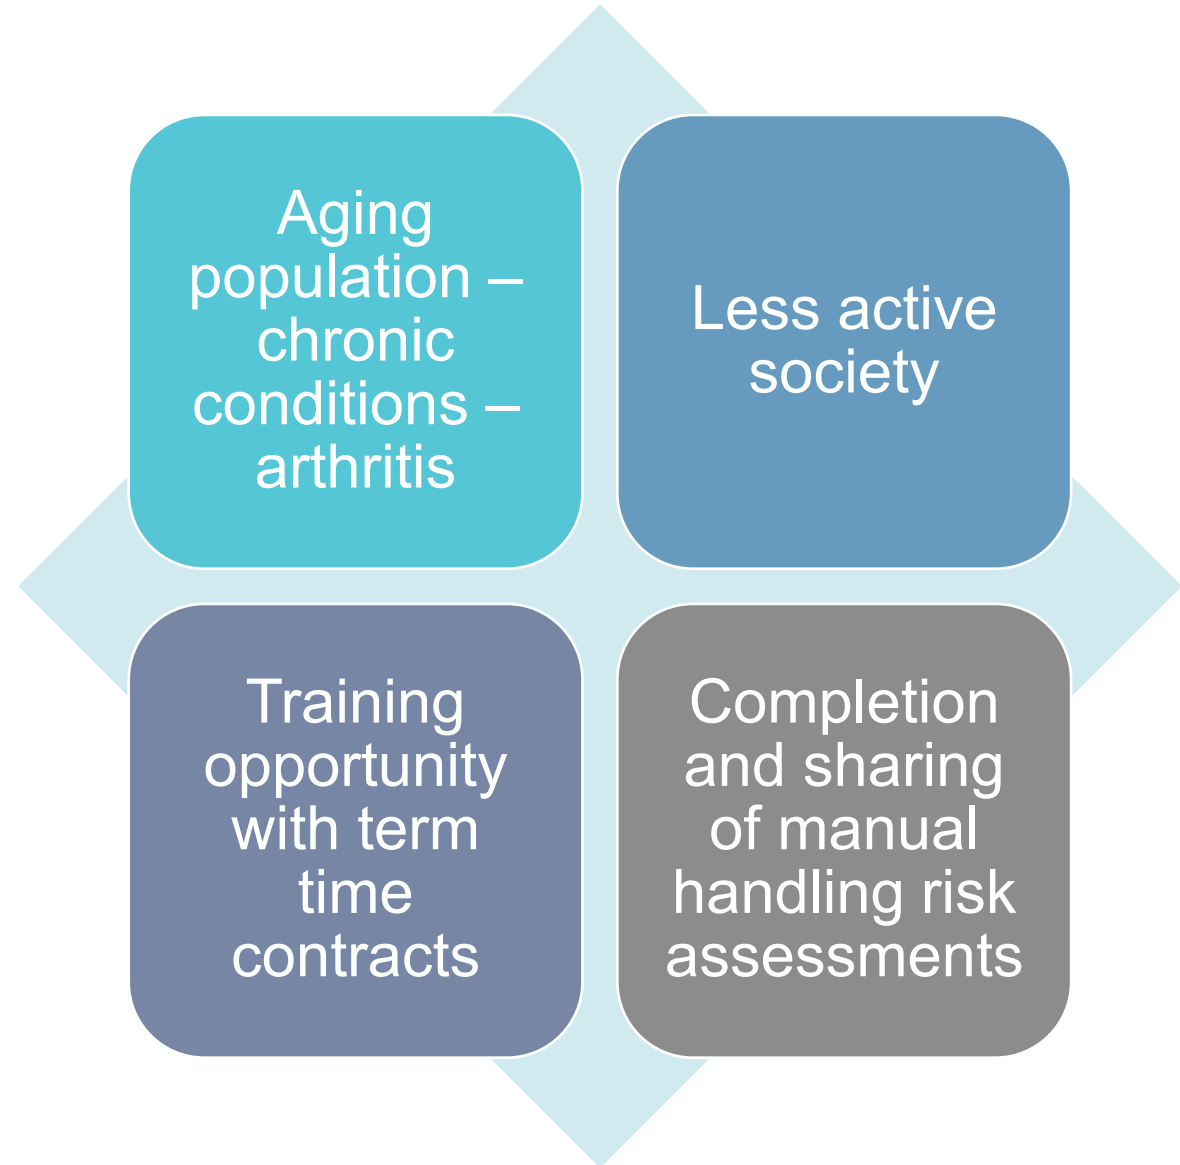 Aging
population –
chronic
conditions –
arthritis
Less active
society
Training
opportunity
with term
time
contracts
Completion
and sharing
of manual
handling risk
assessments